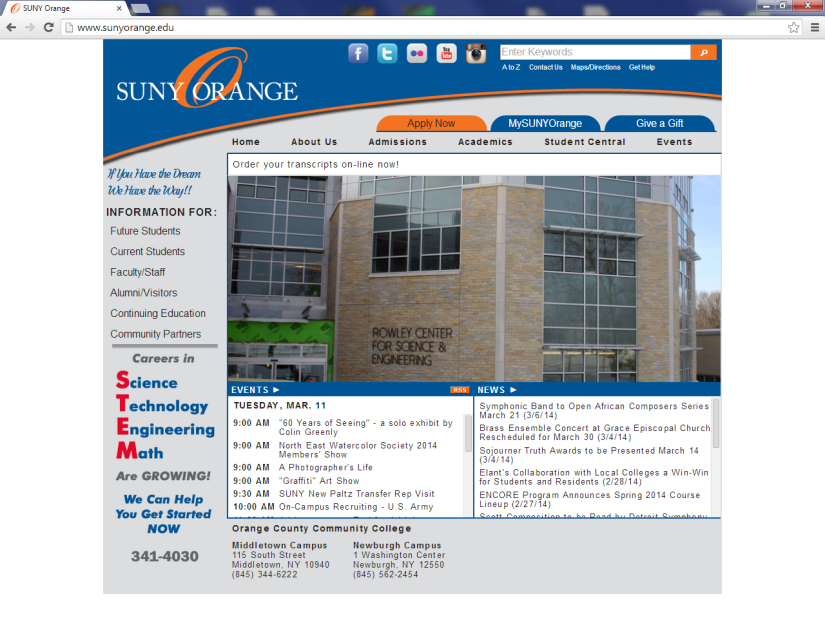 SUNY Orange
www.sunyorange.edu
SUNY ORANGE
Enter Keywords
A to Z Contact Us Maps/Directions Get Help
Apply Now MySUNYOrange Give a Gift
Home About Us Admissions Academics Student Central Events
If You Have the Dream
We Have the Way!!
INFORMATION FOR:
Future Students
Current Students
Faculty/Staff
Alumni/Visitors
Continuing Education
Community Partners
Careers in
Science
Technology
Engineering
Math
Are GROWING!
We Can Help
You Get Started
NOW
341-4030
Order your transcripts on-line now!
ROWLEY CENTER
FOR SCIENCE &
ENGINEERING
EVENTS RSS
TUESDAY, MAR. 11
9:00 AM "60 Years of Seeing" - a solo exhibit by
Colin Greenly
9:00 AM North East Watercolor Society 2014
Members' Show
9:00 AM A Photographer's Life
9:00 AM "Graffiti" Art Show
9:30 AM SUNY New Paltz Transfer Rep Visit
10:00 AM On-Campus Recruiting - U.S. Army
NEWS
Symphonic Band to Open African Composers Series
March 21 (3/6/14)
Brass Ensemble Concert at Grace Episcopal Church
Rescheduled for March 30 (3/4/14)
Sojourner Truth Awards to be Presented March 14
(3/4/14)
Elant's Collaboration with Local Colleges a Win-Win
for Students and Residents (2/28/14)
ENCORE Program Announces Spring 2014 Course
Lineup (2/27/14)
Scott Composition to be Read by Detroit Symphony
Orange County Community College
Middletown Campus
115 South Street
Middletown, NY 10940
(845) 344-6222
Newburgh Campus
1 Washington Center
Newburgh, NY 12550
(845) 562-2454